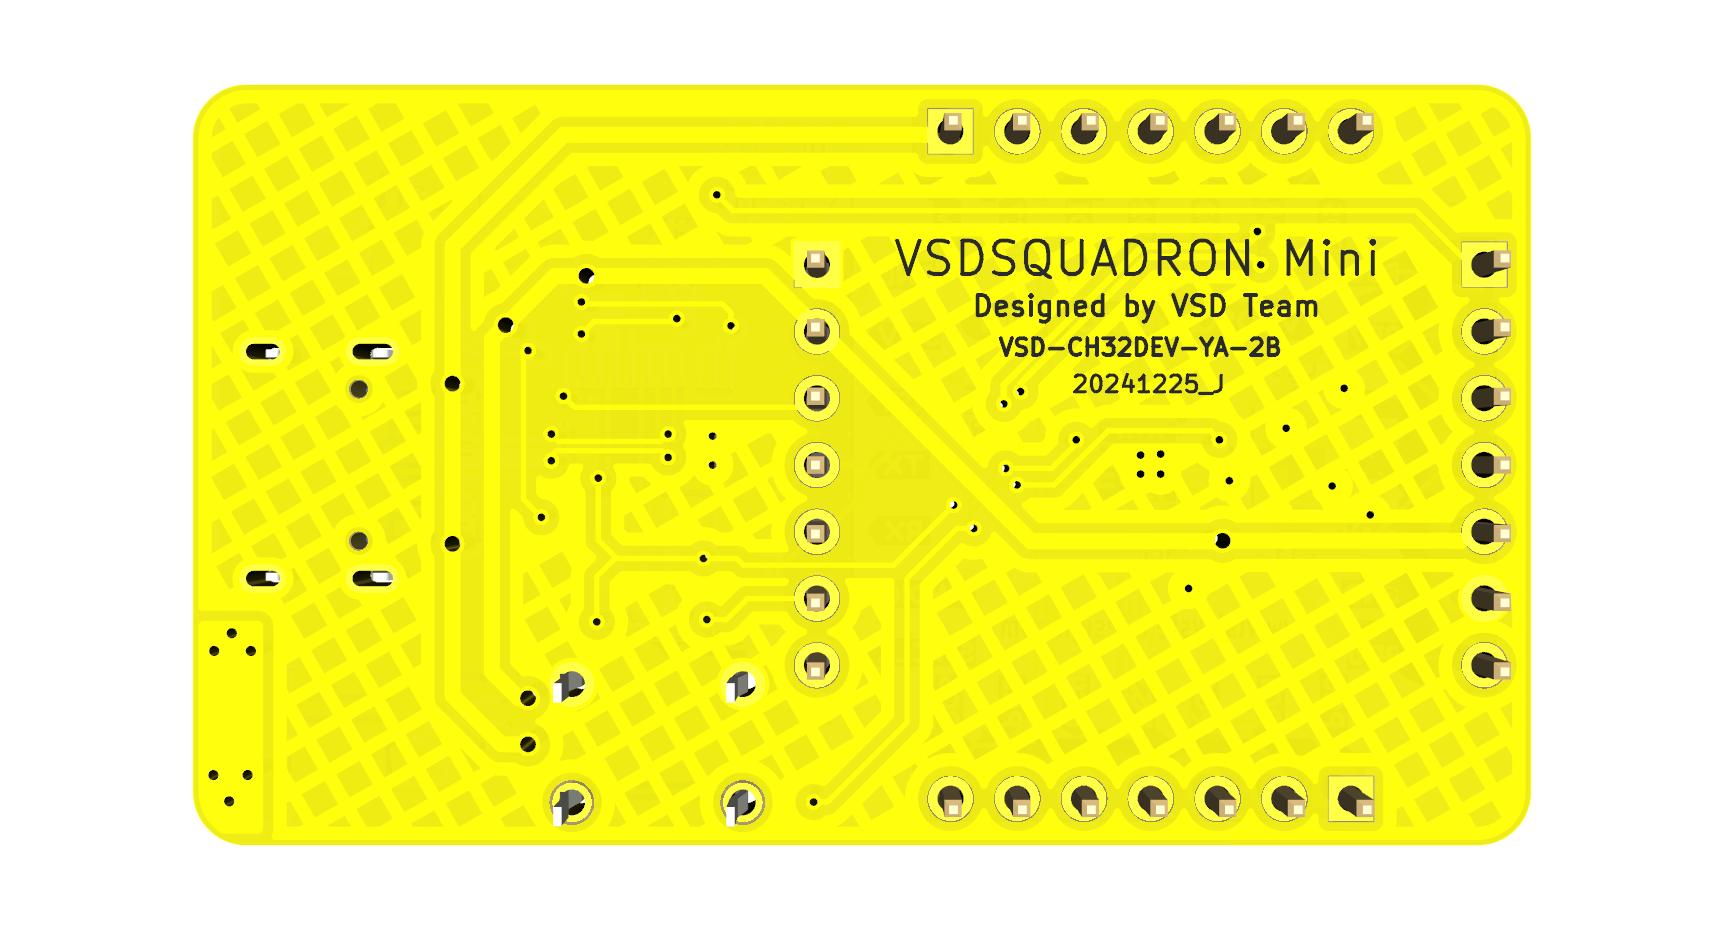 VSDSQUADRON Mini
Designed by VSD Team
VSD-CH32DEV-YA-2B
20241225_J